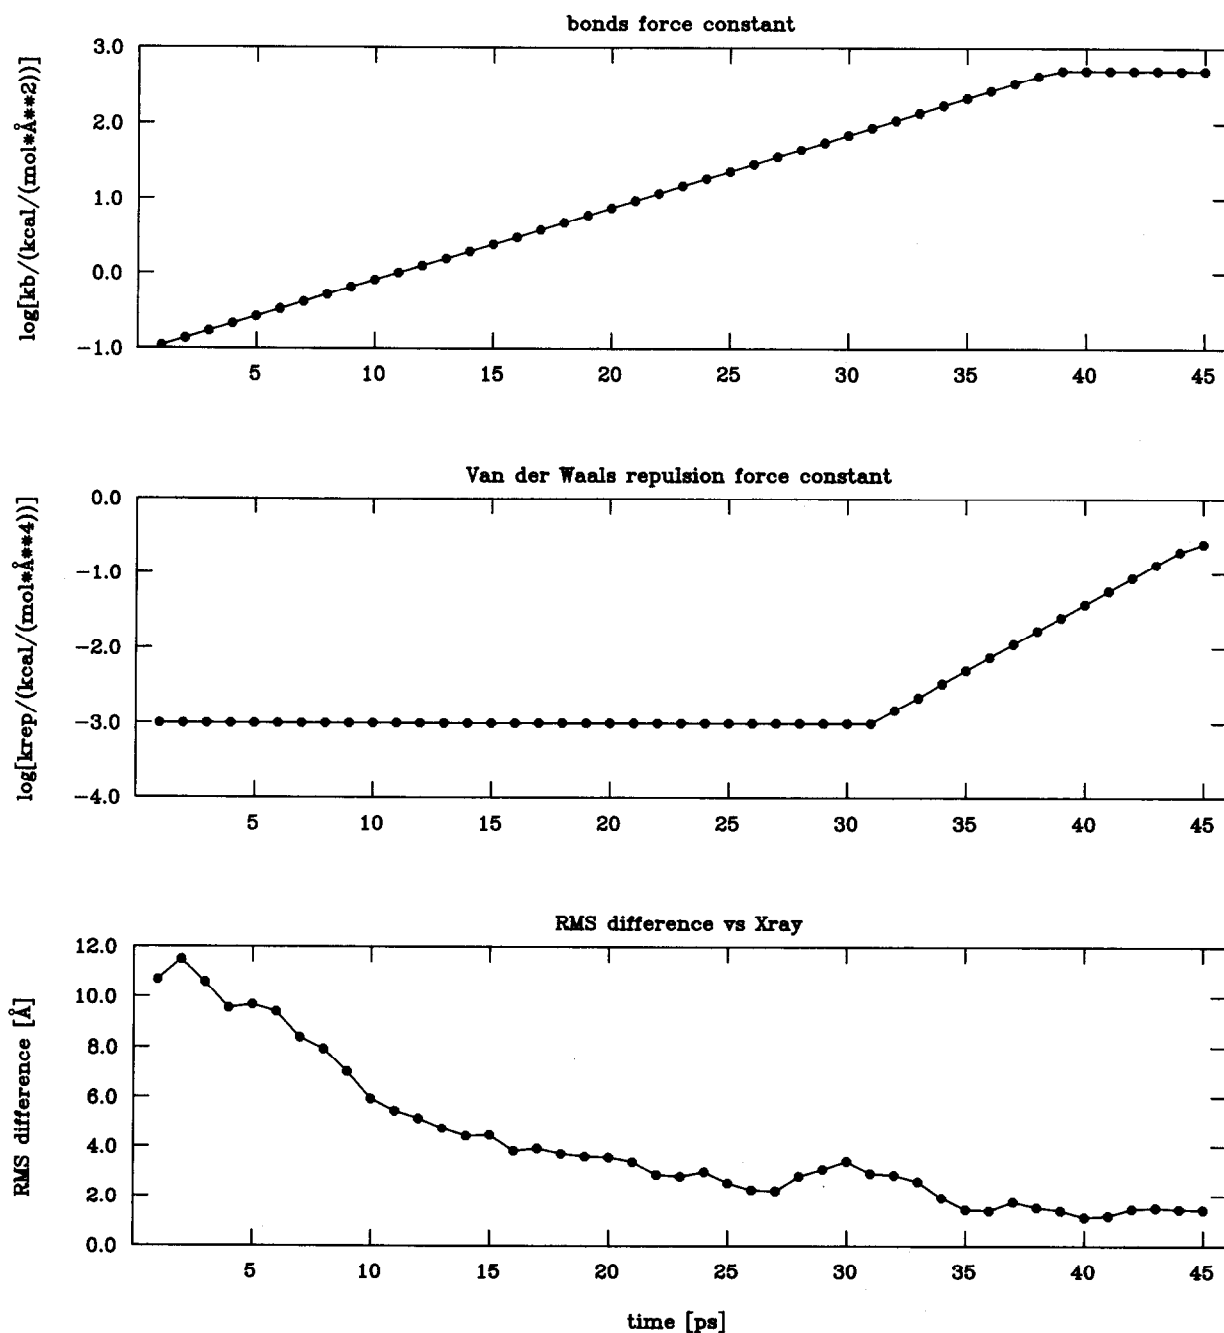 bonds force constant
log[kb/(kcal/(mol*Å**2))]
3.0
2.0
1.0
0.0
−1.0
5 10 15 20 25 30 35 40 45
Van der Waals repulsion force constant
log[krep/(kcal/(mol*Å**4))]
0.0
−1.0
−2.0
−3.0
−4.0
5 10 15 20 25 30 35 40 45
RMS difference vs Xray
RMS difference [Å]
12.0
10.0
8.0
6.0
4.0
2.0
0.0
5 10 15 20 25 30 35 40 45
time [ps]